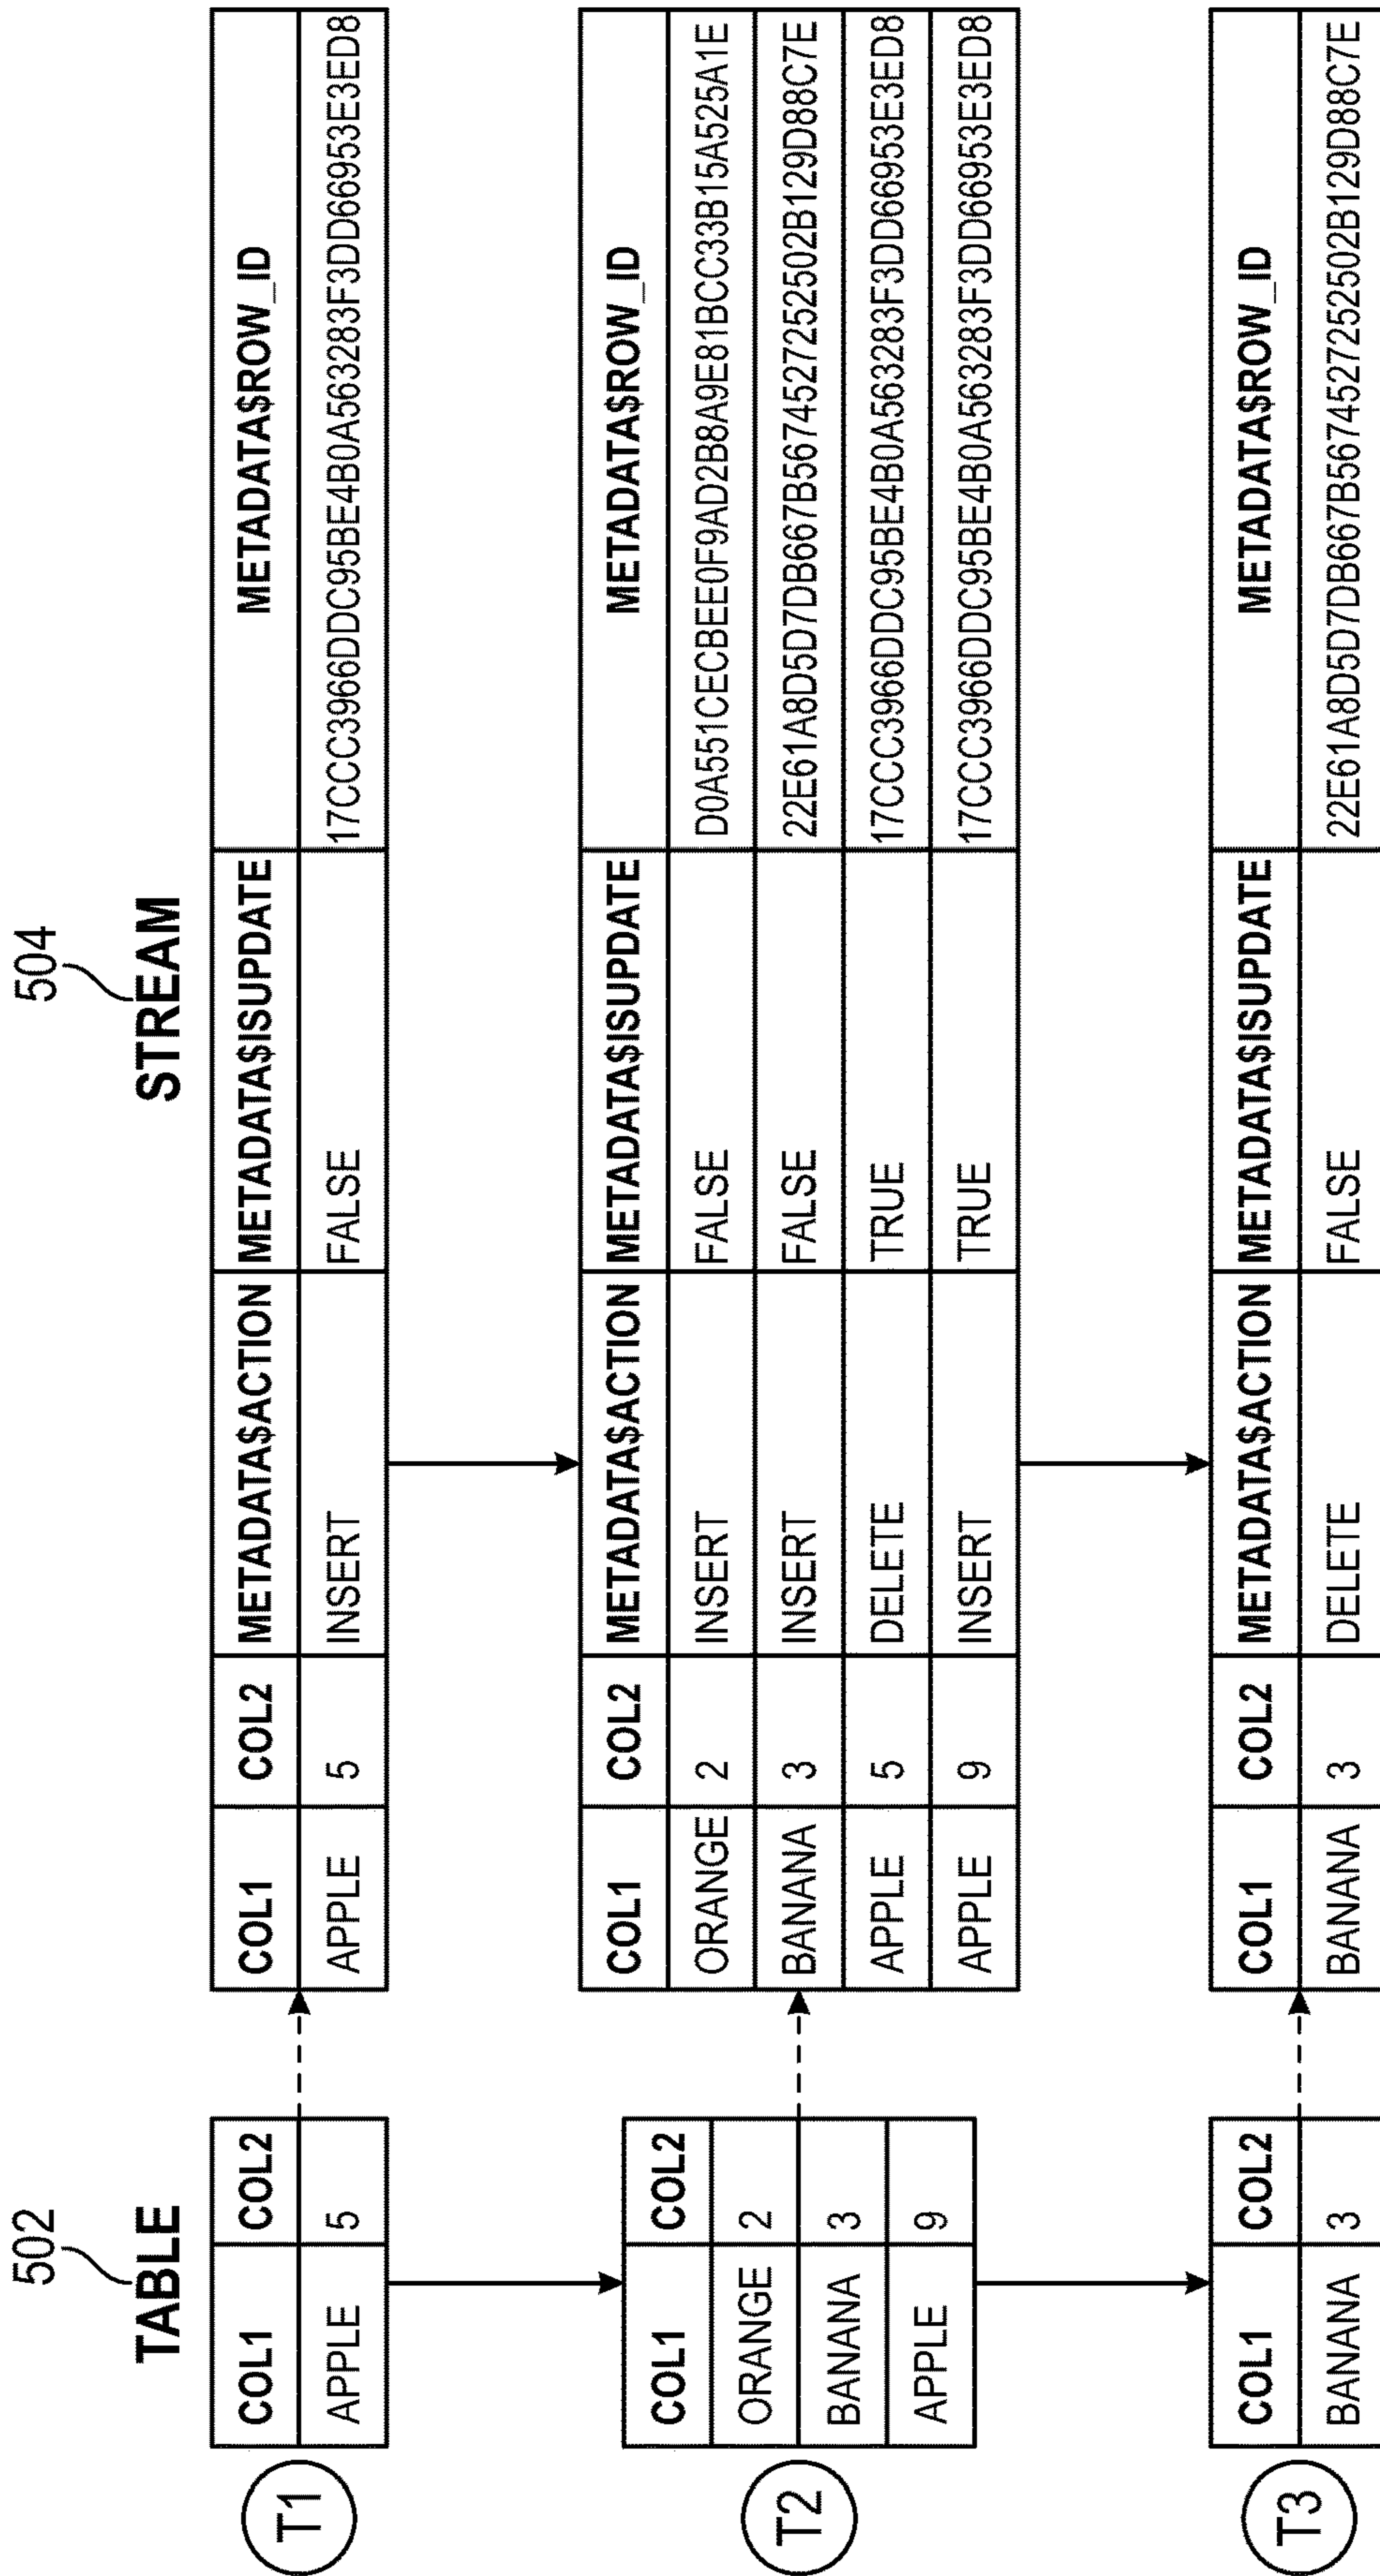 502
TABLE
504
STREAM
T1
COL1 COL2
APPLE 5
COL1 COL2 METADATA$ACTION METADATA$ISUPDATE METADATA$ROW_ID
APPLE 5 INSERT FALSE 17CCC3966DDC95BE4B0A563283F3DD66953E3ED8
T2
COL1 COL2
ORANGE 2
BANANA 3
APPLE 9
COL1 COL2 METADATA$ACTION METADATA$ISUPDATE METADATA$ROW_ID
ORANGE 2 INSERT FALSE D0A551CECBEE0F9AD2B8A9E81BCC33B15A525A1E
BANANA 3 INSERT FALSE 22E61A8D5D7DB667B5674527252502B129D88C7E
APPLE 5 DELETE TRUE 17CCC3966DDC95BE4B0A563283F3DD66953E3ED8
APPLE 9 INSERT TRUE 17CCC3966DDC95BE4B0A563283F3DD66953E3ED8
T3
COL1 COL2
BANANA 3
COL1 COL2 METADATA$ACTION METADATA$ISUPDATE METADATA$ROW_ID
BANANA 3 DELETE FALSE 22E61A8D5D7DB667B5674527252502B129D88C7E